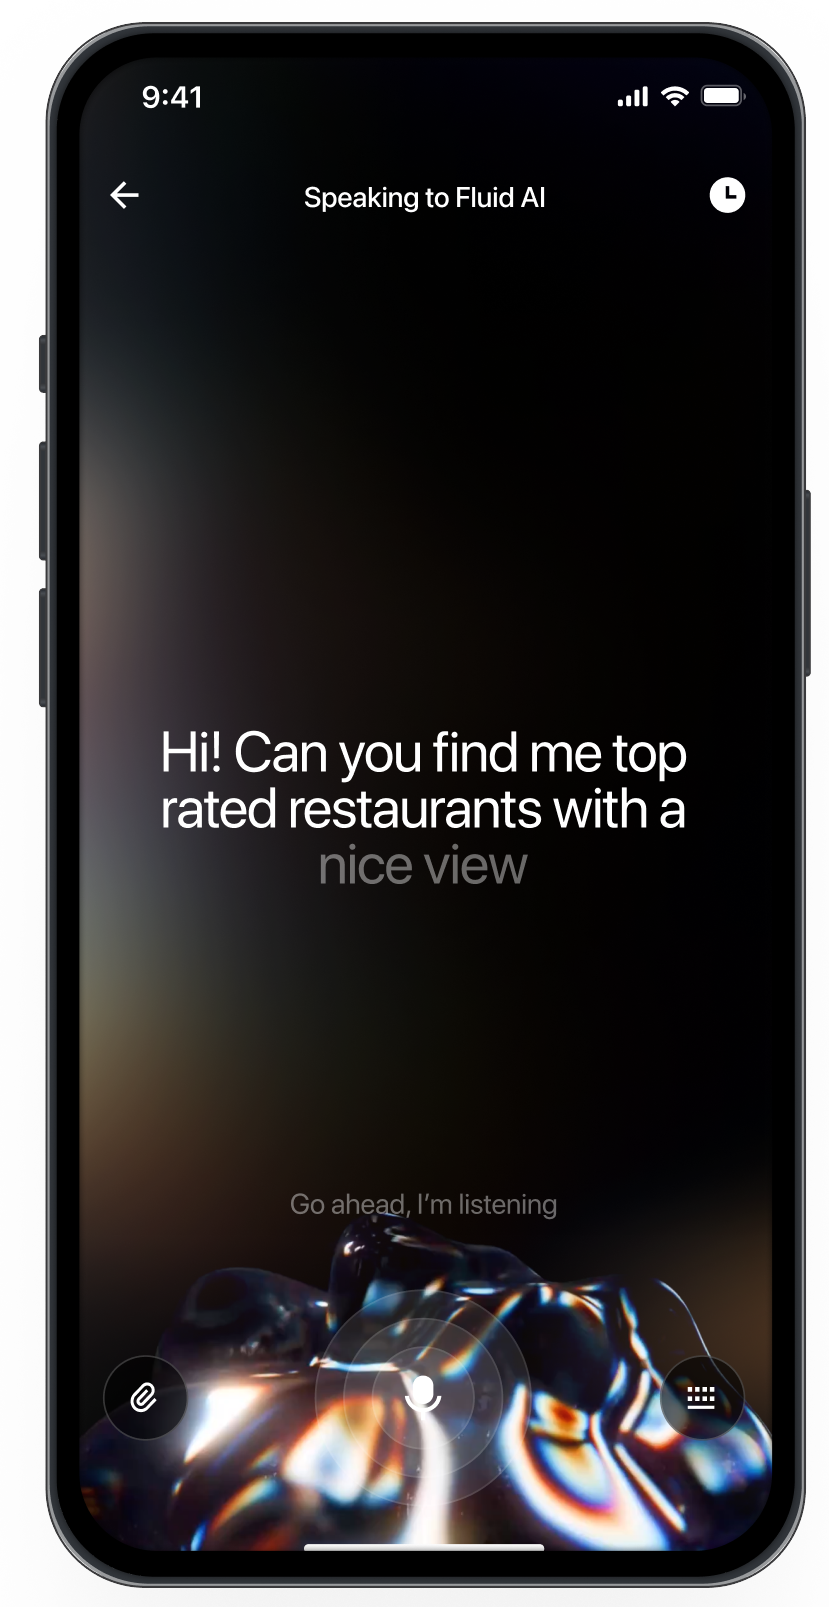 9:41
Speaking to Fluid AI
Hi! Can you find me top
rated restaurants with a
nice view
Go ahead, I’m listening